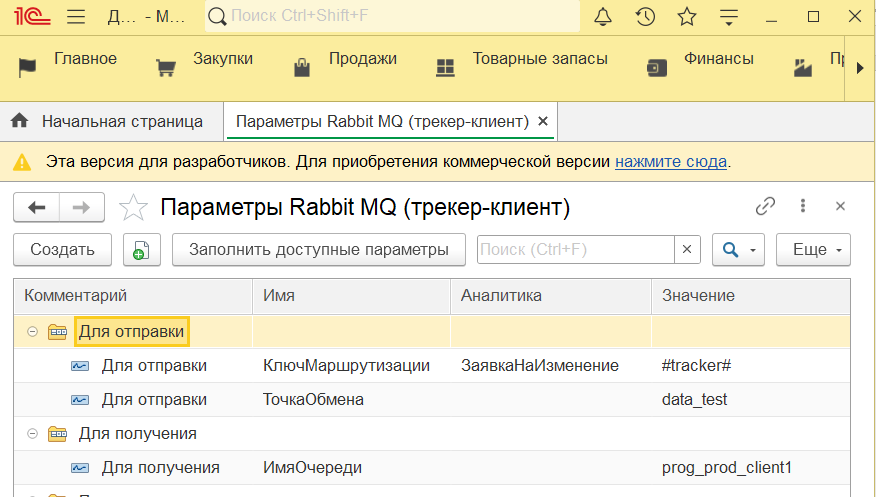 1С Д... - М... Поиск Ctrl+Shift+F
Главное Закупки Продажи Товарные запасы Финансы
Начальная страница Параметры Rabbit MQ (трекер-клиент)
Эта версия для разработчиков. Для приобретения коммерческой версии нажмите сюда.
Параметры Rabbit MQ (трекер-клиент)
Создать Заполнить доступные параметры Поиск (Ctrl+F) Еще
Комментарий Имя Аналитика Значение
Для отправки
Для отправки КлючМаршрутизации ЗаявкаНаИзменение #tracker#
Для отправки ТочкаОбмена data_test
Для получения
Для получения ИмяОчереди prog_prod_client1